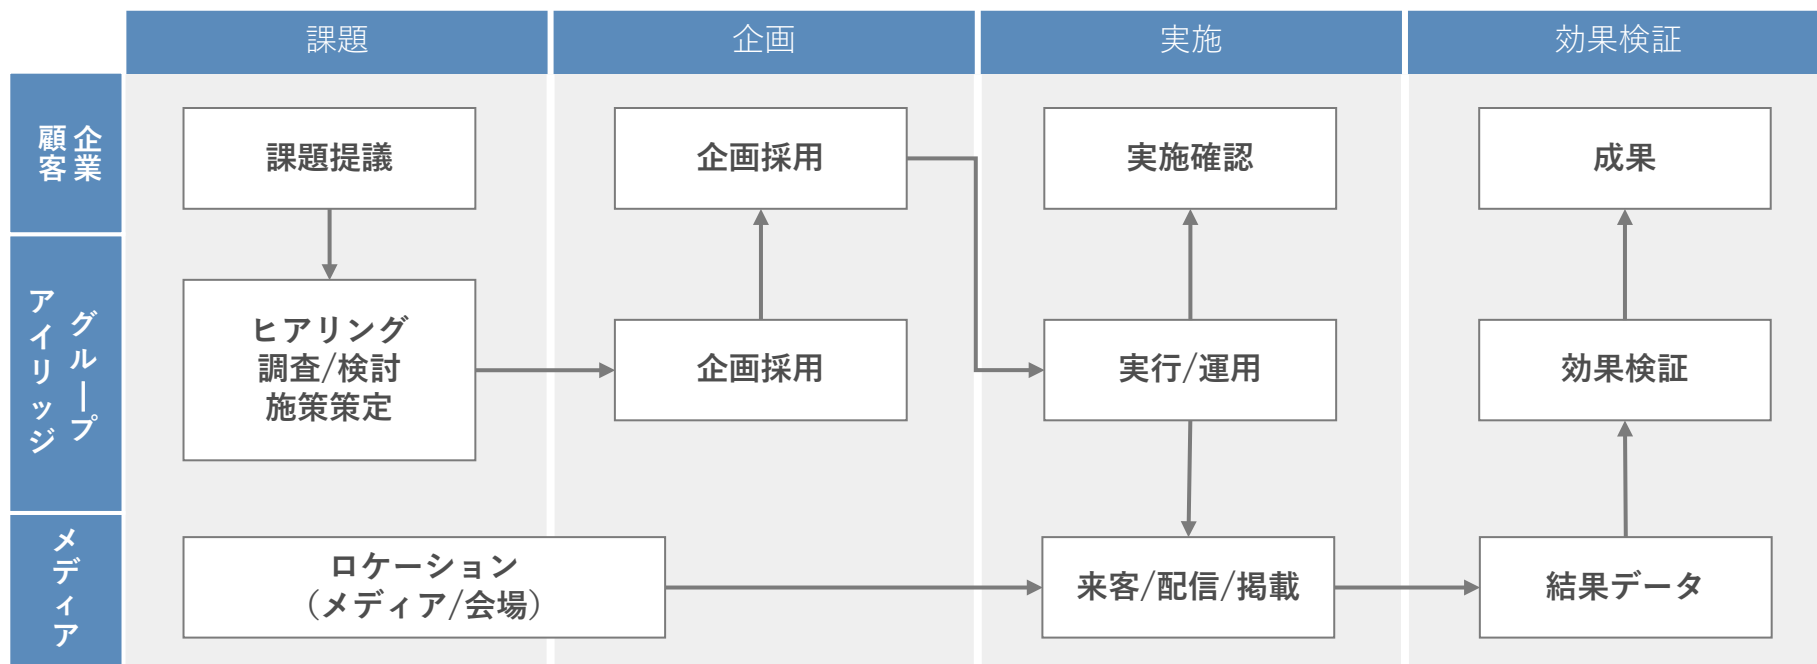 課題
企画
実施
効果検証
企業
顧客
課題提議
企画採用
実施確認
成果
アイリッジ
グループ
ヒアリング
調査/検討
施策策定
企画採用
実行/運用
効果検証
メディア
ロケーション
（メディア/会場）
来客/配信/掲載
結果データ